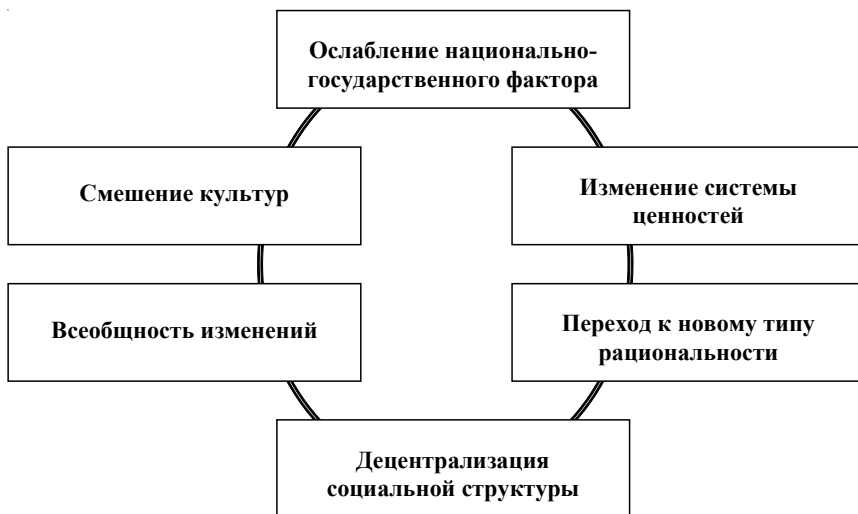 Ослабление национально-
государственного фактора
Смешение культур
Изменение системы
ценностей
Всеобщность изменений
Переход к новому типу
рациональности
Децентрализация
социальной структуры